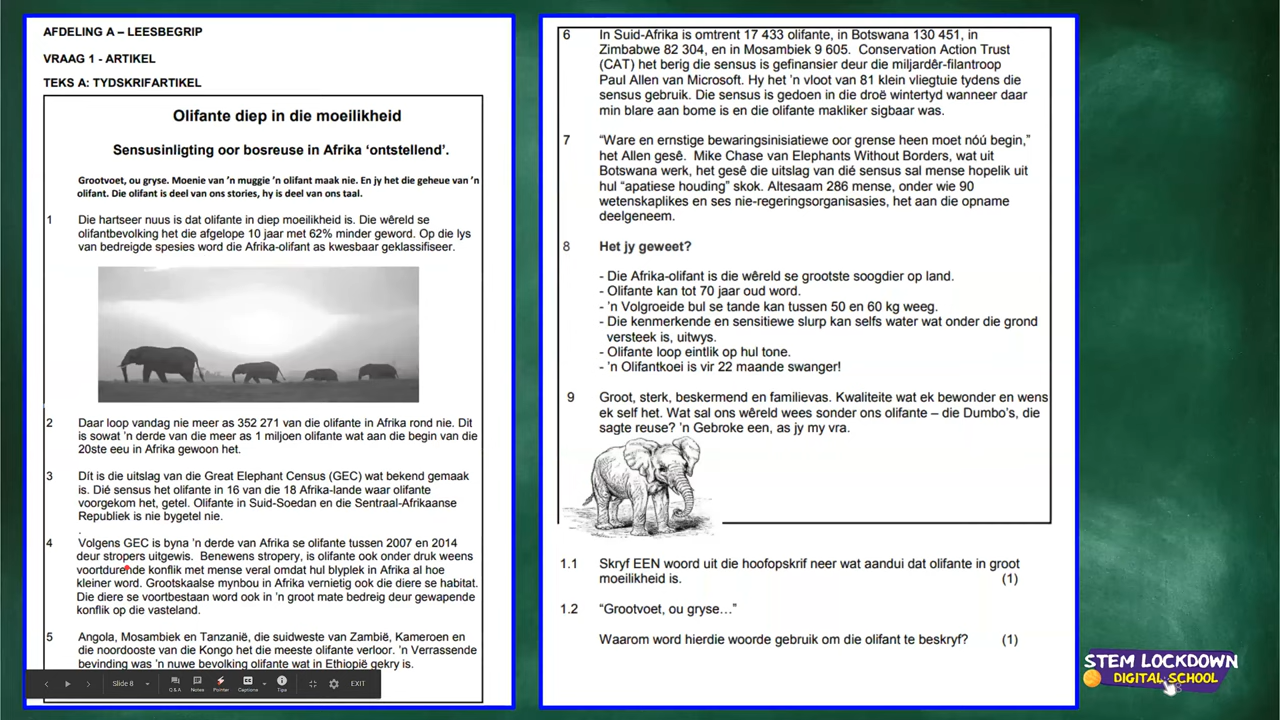 AFDELING A – LEESBEGRIP
VRAAG 1 - ARTIKEL
TEKS A: TYDSKRIFARTIKEL
Olifante diep in die moeilikheid
Sensusinligting oor bosreuse in Afrika ‘ontstellend’.
Grootvoet, ou gryse. Moenie van ’n muggie ’n olifant maak nie. En jy het die geheue van ’n
olifant. Die olifant is deel van ons stories, hy is deel van ons taal.
1 Die hartseer nuus is dat olifante in diep moeilikheid is. Die wêreld se
olifantbevolking het die afgelope 10 jaar met 62% minder geword. Op die lys
van bedreigde spesies word die Afrika-olifant as kwesbaar geklassifiseer.
2 Daar loop vandag nie meer as 352 271 van die olifante in Afrika rond nie. Dit
is sowat ’n derde van die meer as 1 miljoen olifante wat aan die begin van die
20ste eeu in Afrika gewoon het.
3 Dít is die uitslag van die Great Elephant Census (GEC) wat bekend gemaak
is. Dié sensus het olifante in 16 van die 18 Afrika-lande waar olifante
voorgekom het, getel. Olifante in Suid-Soedan en die Sentraal-Afrikaanse
Republiek is nie bygetel nie.
4 Volgens GEC is byna ’n derde van Afrika se olifante tussen 2007 en 2014
deur stropers uitgewis. Benewens stropery, is olifante ook onder druk weens
voortdurende konflik met mense veral omdat hul blyplek in Afrika al hoe
kleiner word. Grootskaalse mynbou in Afrika vernietig ook die diere se habitat.
Die diere se voortbestaan word ook in ’n groot mate bedreig deur gewapende
konflik op die vasteland.
5 Angola, Mosambiek en Tanzanië, die suidweste van Zambië, Kameroen en
die noordooste van die Kongo het die meeste olifante verloor. ’n Verrassende
bevinding was ’n nuwe bevolking olifante wat in Ethiopië gekry is.
Slide 8
Q & A
Notes
Pointer
Captions
Tips
EXIT
6 In Suid-Afrika is omtrent 17 433 olifante, in Botswana 130 451, in
Zimbabwe 82 304, en in Mosambiek 9 605. Conservation Action Trust
(CAT) het berig die sensus is gefinansier deur die miljardêr-filantroop
Paul Allen van Microsoft. Hy het ’n vloot van 81 klein vliegtuie tydens die
sensus gebruik. Die sensus is gedoen in die droë wintertyd wanneer daar
min blare aan bome is en die olifante makliker sigbaar was.
7 “Ware en ernstige bewaringsinisiatiewe oor grense heen moet nóú begin,”
het Allen gesê. Mike Chase van Elephants Without Borders, wat uit
Botswana werk, het gesê die uitslag van dié sensus sal mense hopelik uit
hul “apatiese houding” skok. Altesaam 286 mense, onder wie 90
wetenskaplikes en ses nie-regeringsorganisasies, het aan die opname
deelgeneem.
8 Het jy geweet?
- Die Afrika-olifant is die wêreld se grootste soogdier op land.
- Olifante kan tot 70 jaar oud word.
- ’n Volgroeide bul se tande kan tussen 50 en 60 kg weeg.
- Die kenmerkende en sensitiewe slurp kan selfs water wat onder die grond
versteek is, uitwys.
- Olifante loop eintlik op hul tone.
- ’n Olifantkoei is vir 22 maande swanger!
9 Groot, sterk, beskermend en familievas. Kwaliteite wat ek bewonder en wens
ek self het. Wat sal ons wêreld wees sonder ons olifante – die Dumbo’s, die
sagte reuse? ’n Gebroke een, as jy my vra.
1.1 Skryf EEN woord uit die hoofopskrif neer wat aandui dat olifante in groot
moeilikheid is. (1)
1.2 “Grootvoet, ou gryse…”
Waarom word hierdie woorde gebruik om die olifant te beskryf? (1)
STEM LOCKDOWN
DIGITAL SCHOOL